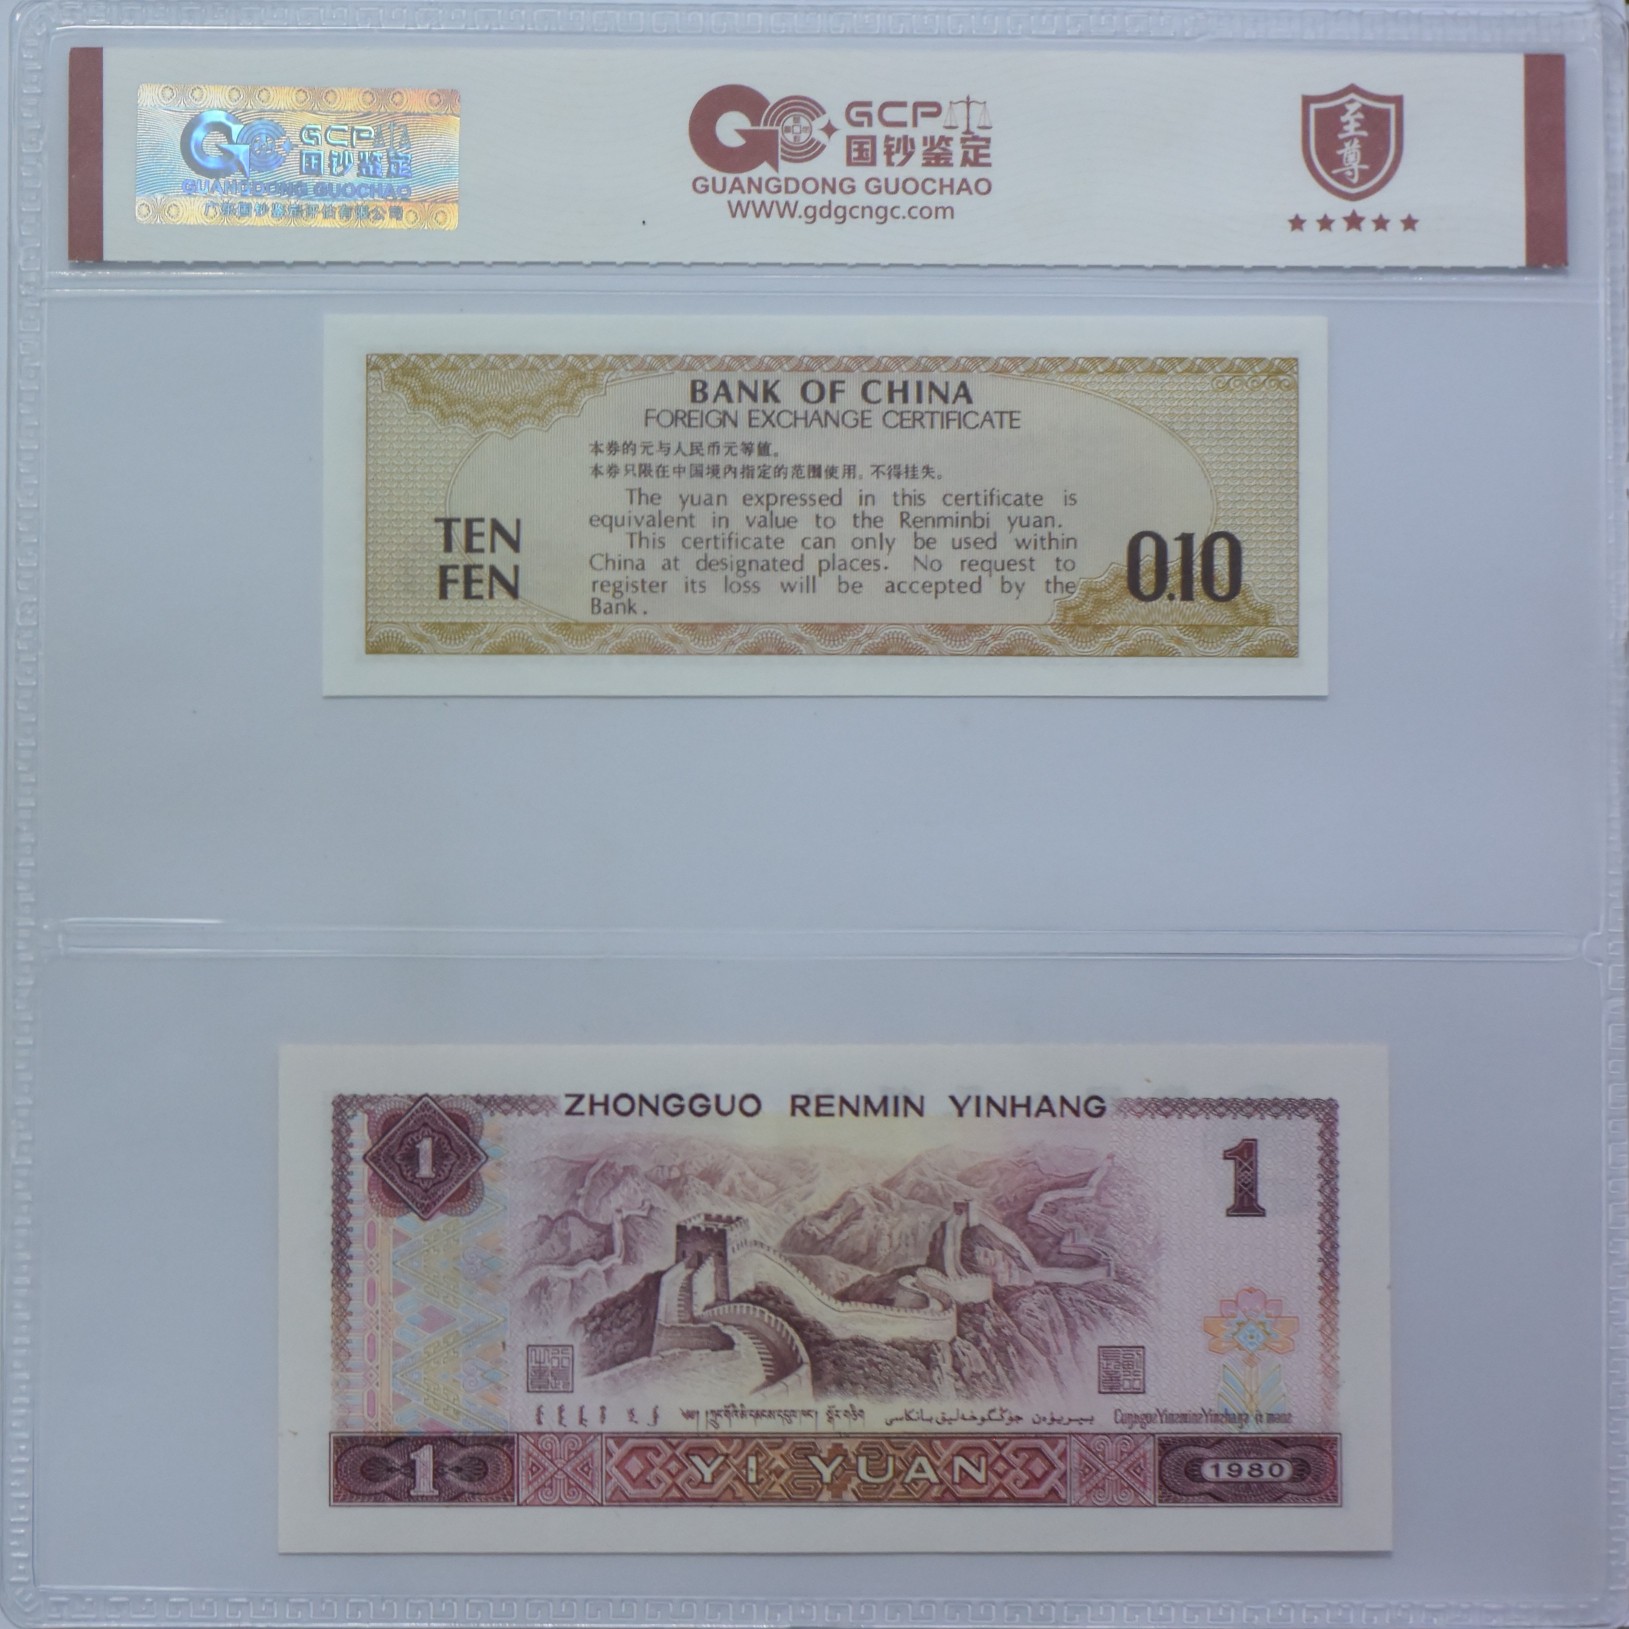 GCP
国钞鉴定
GUANGDONG GUOCHAO
GCP
国钞鉴定
GUANGDONG GUOCHAO
WWW.gdgcngc.com
至尊
BANK OF CHINA
FOREIGN EXCHANGE CERTIFICATE
本券的元与人民币元等值。
本券只限在中国境内指定的范围使用。不得挂失。
The yuan expressed in this certificate is
equivalent in value to the Renminbi yuan.
This certificate can only be used within
China at designated places. No request to
register its loss will be accepted by the
Bank.
TEN
FEN
0.10
ZHONGGUO RENMIN YINHANG
1
1
1
YI YUAN
1980